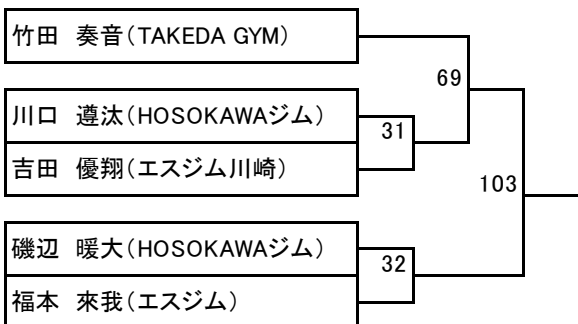 竹田　奏音(TAKEDA GYM)
69
川口　遵汰(HOSOKAWAジム)
31
吉田　優翔(エスジム川崎)
103
磯辺　暖大(HOSOKAWAジム)
32
福本　來我(エスジム)